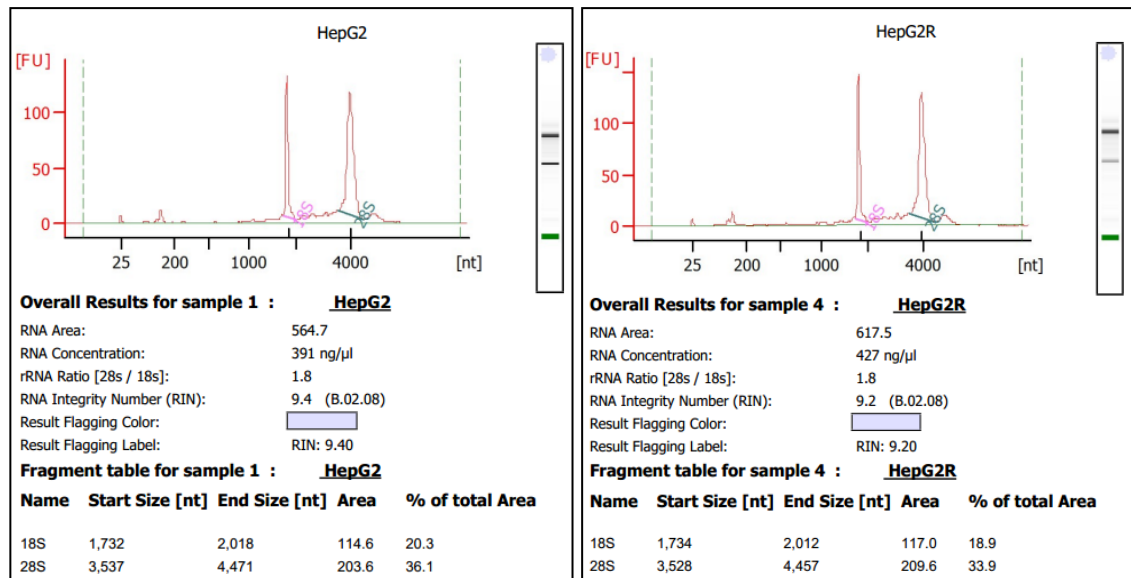 HepG2
[FU]
100
50
0
18S
28S
25 200 1000 4000 [nt]
Overall Results for sample 1 : HepG2
RNA Area: 564.7
RNA Concentration: 391 ng/µl
rRNA Ratio [28s / 18s]: 1.8
RNA Integrity Number (RIN): 9.4 (B.02.08)
Result Flagging Color:
Result Flagging Label: RIN: 9.40
Fragment table for sample 1 : HepG2
Name Start Size [nt] End Size [nt] Area % of total Area
18S 1,732 2,018 114.6 20.3
28S 3,537 4,471 203.6 36.1
HepG2R
[FU]
100
50
0
18S
28S
25 200 1000 4000 [nt]
Overall Results for sample 4 : HepG2R
RNA Area: 617.5
RNA Concentration: 427 ng/µl
rRNA Ratio [28s / 18s]: 1.8
RNA Integrity Number (RIN): 9.2 (B.02.08)
Result Flagging Color:
Result Flagging Label: RIN: 9.20
Fragment table for sample 4 : HepG2R
Name Start Size [nt] End Size [nt] Area % of total Area
18S 1,734 2,012 117.0 18.9
28S 3,528 4,457 209.6 33.9